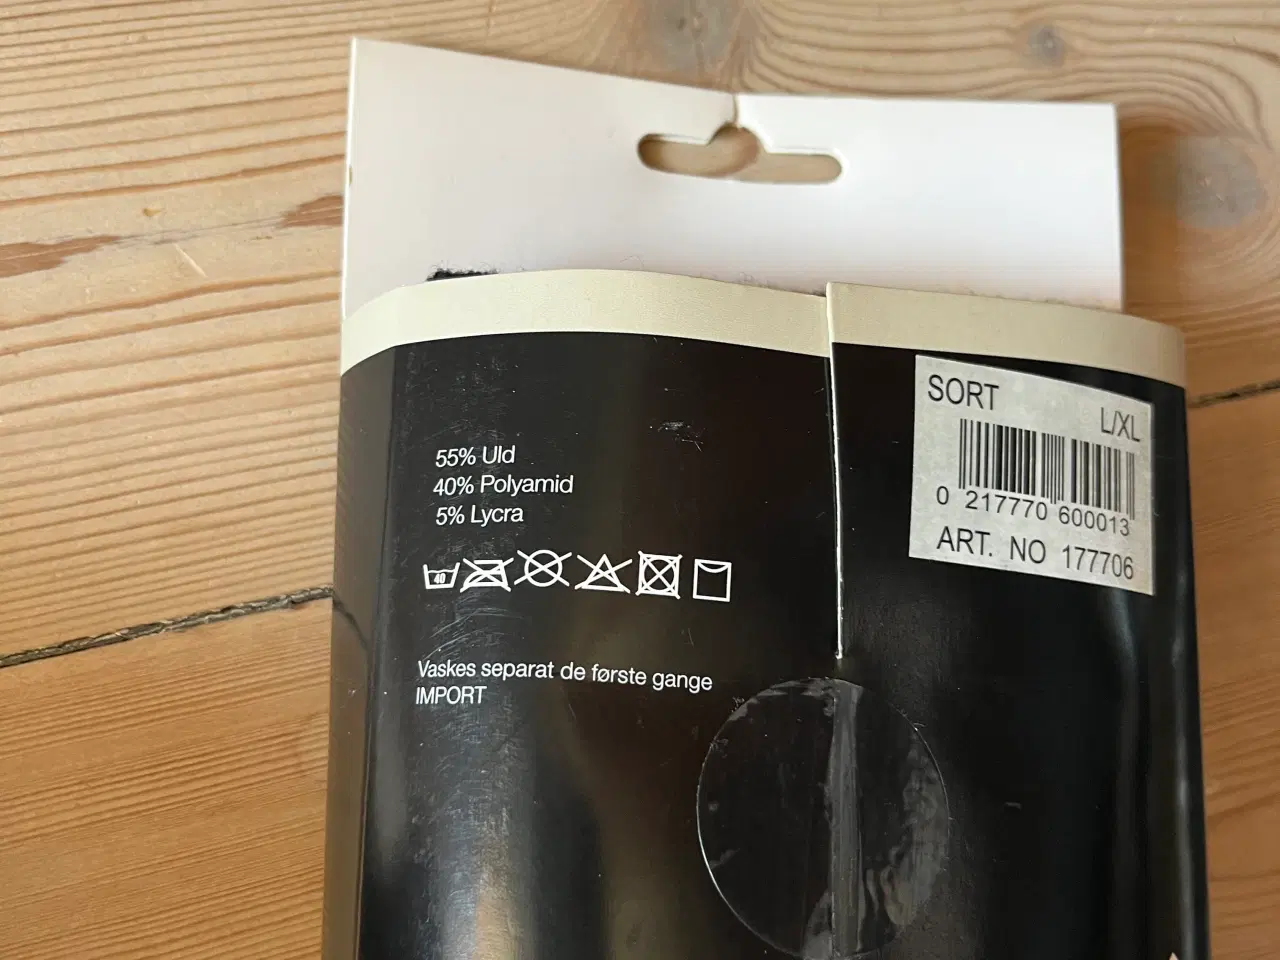 55% Uld
40% Polyamid
5% Lycra
40
Vaskes separat de første gange
IMPORT
SORT
L/XL
0 217770 600013
ART. NO 177706